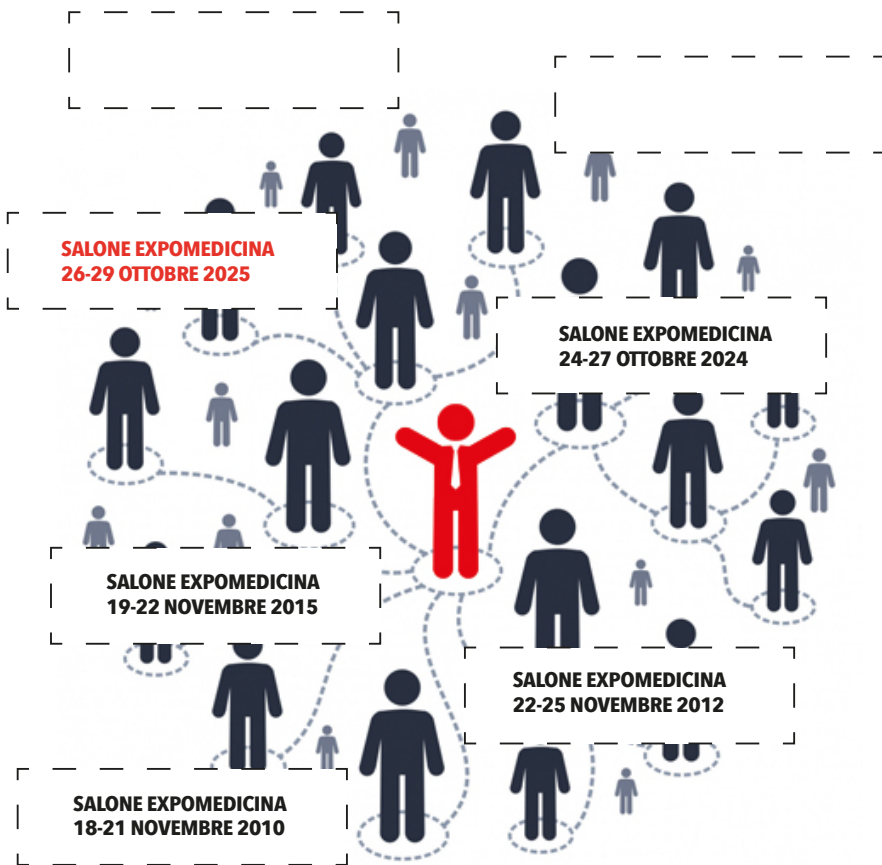 SALONE EXPOMEDICINA
26-29 OTTOBRE 2025
SALONE EXPOMEDICINA
24-27 OTTOBRE 2024
SALONE EXPOMEDICINA
19-22 NOVEMBRE 2015
SALONE EXPOMEDICINA
22-25 NOVEMBRE 2012
SALONE EXPOMEDICINA
18-21 NOVEMBRE 2010